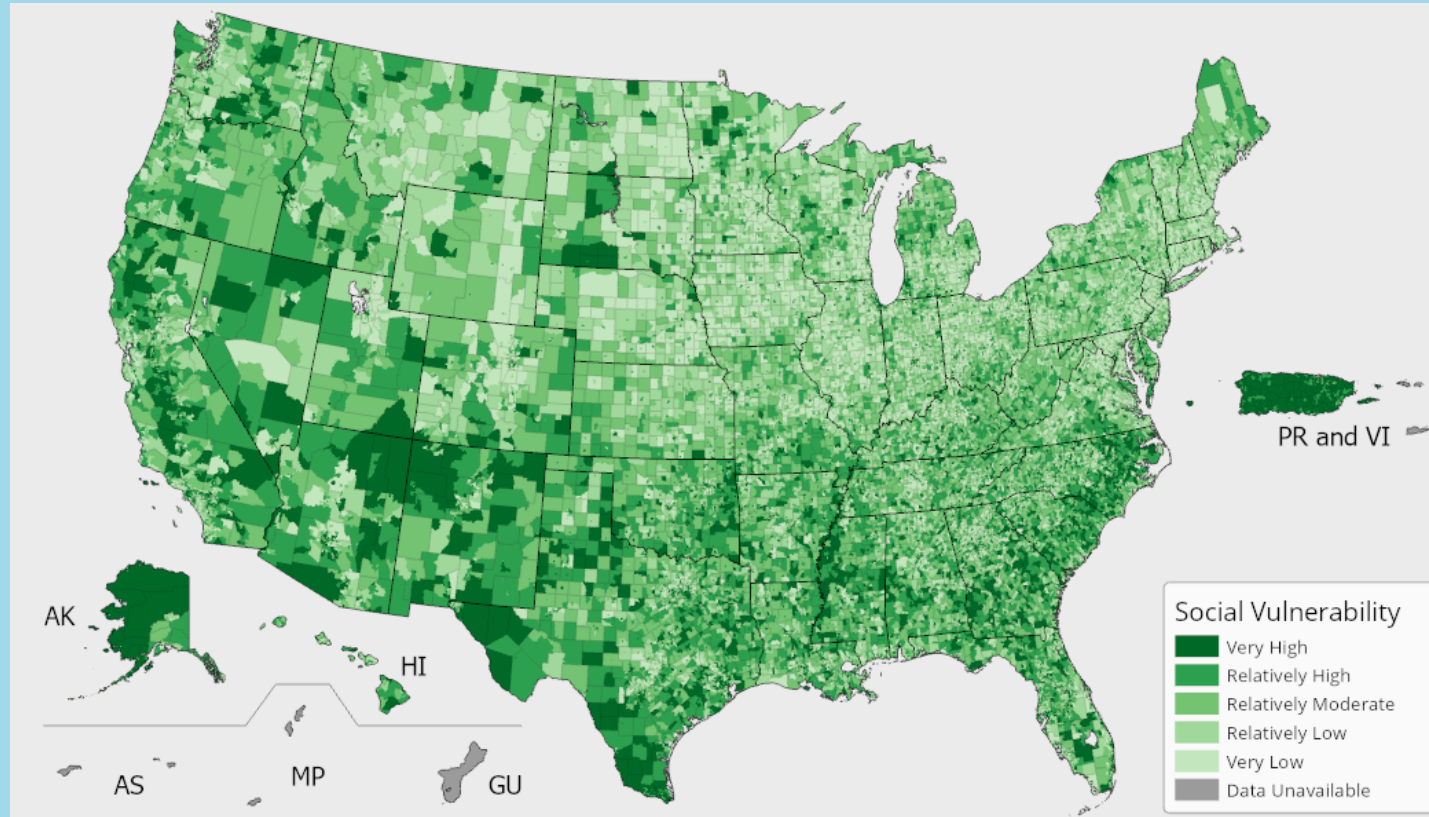 PR and VI
AK
HI
AS
MP
GU
Social Vulnerability
Very High
Relatively High
Relatively Moderate
Relatively Low
Very Low
Data Unavailable